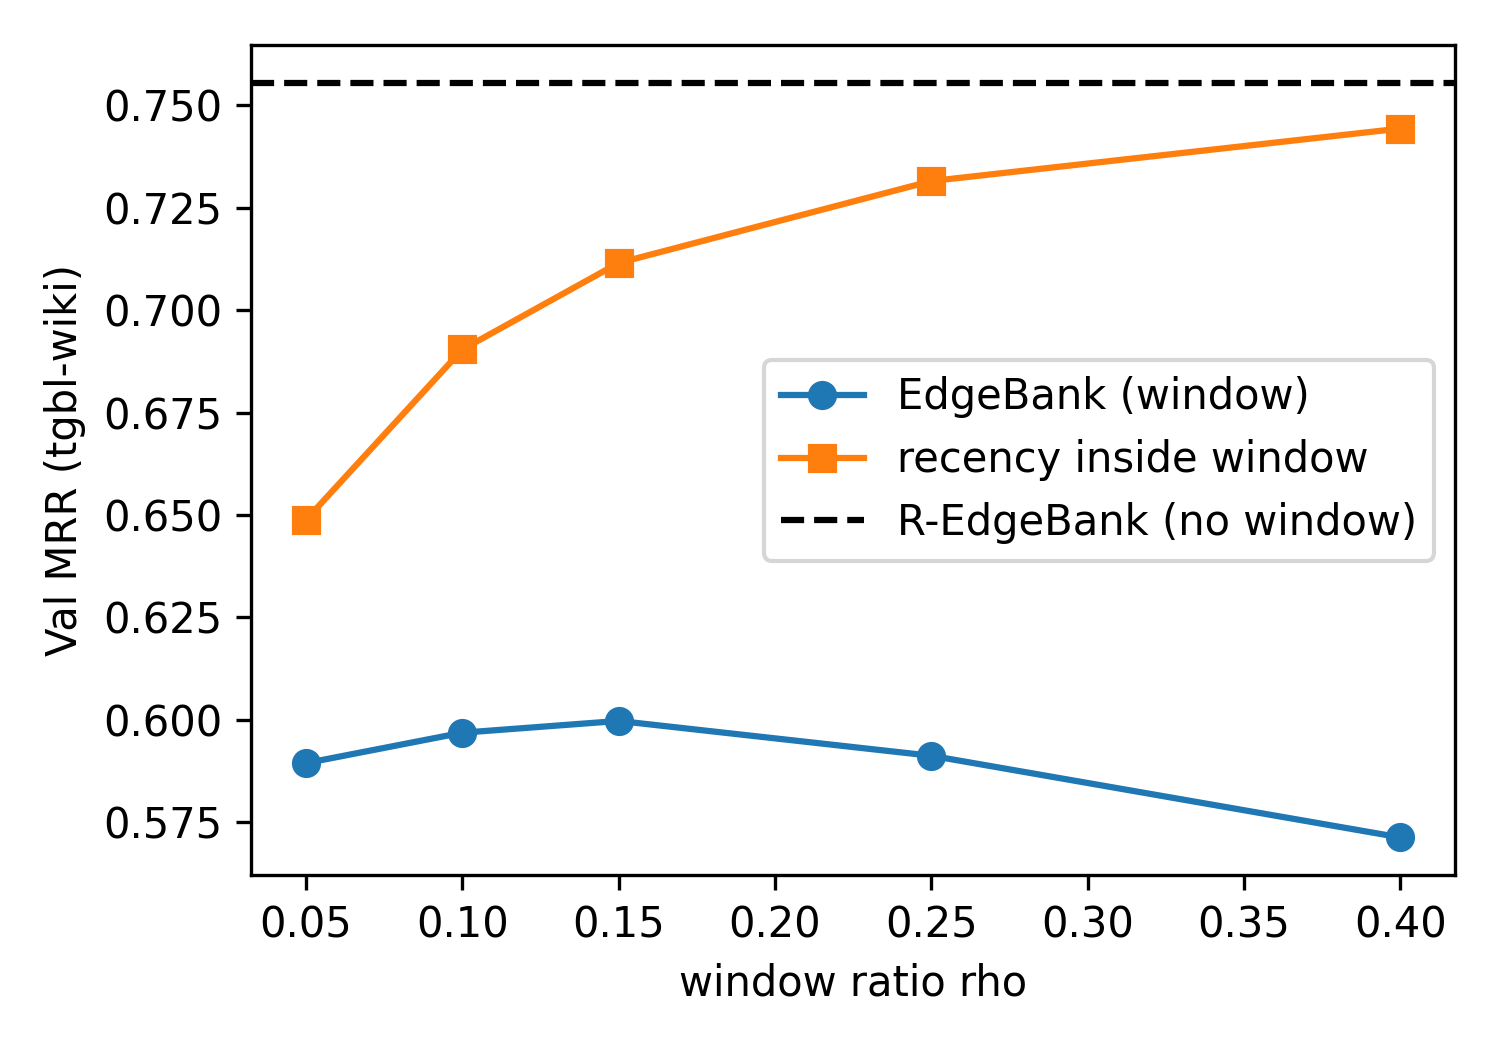 0.750
0.725
0.700
0.675
0.650
0.625
0.600
0.575
Val MRR (tgbl-wiki)
EdgeBank (window)
recency inside window
R-EdgeBank (no window)
0.05 0.10 0.15 0.20 0.25 0.30 0.35 0.40
window ratio rho